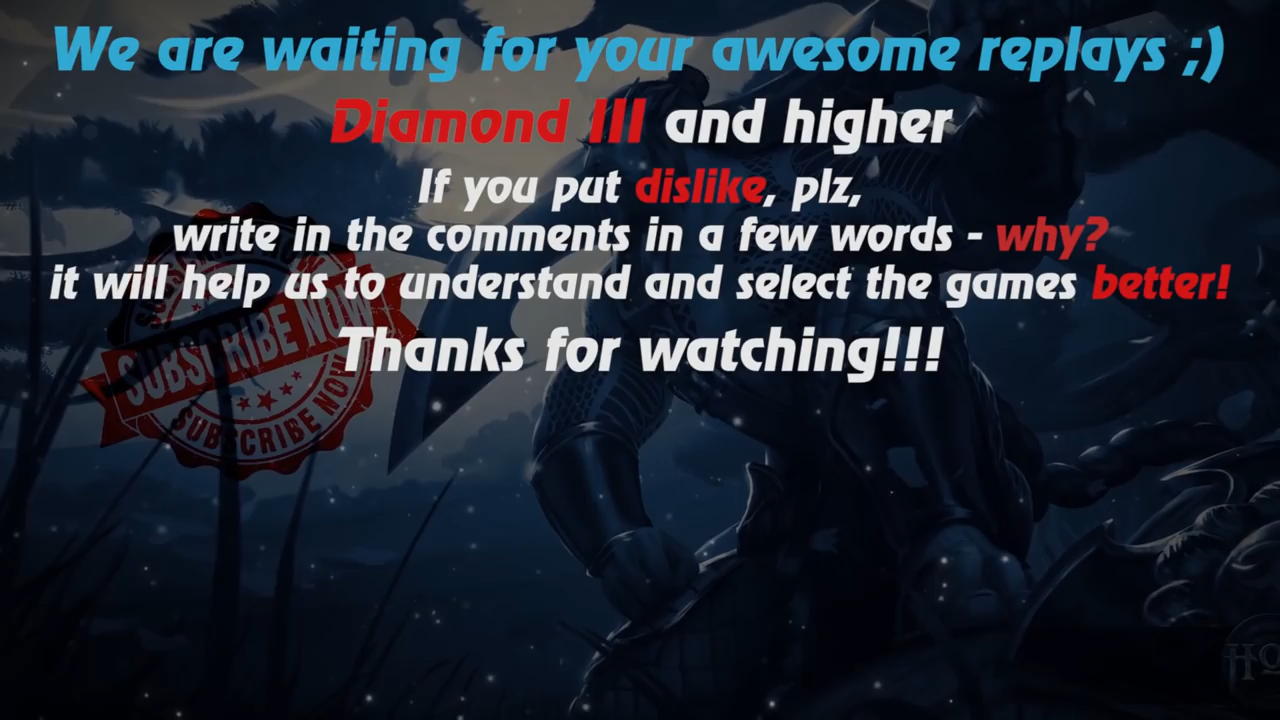 We are waiting for your awesome replays ;)
Diamond III and higher
If you put dislike, plz,
write in the comments in a few words - why?
it will help us to understand and select the games better!
Thanks for watching!!!
SUBSCRIBE NOW
SUBSCRIBE NOW